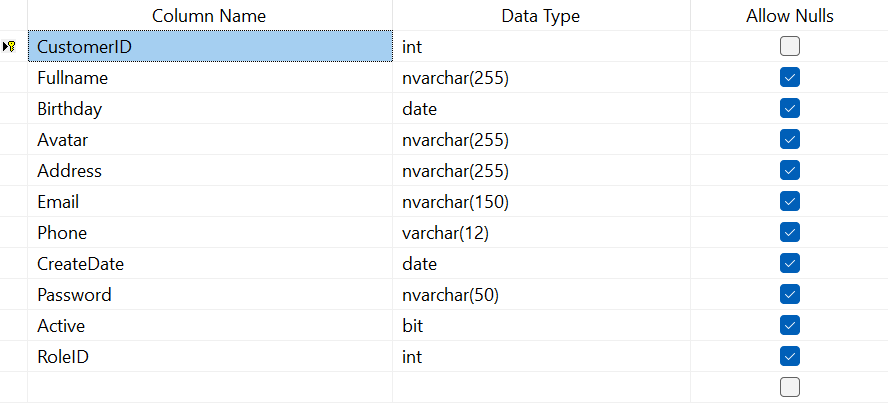 Column Name Data Type Allow Nulls
CustomerID int
Fullname nvarchar(255)
Birthday date
Avatar nvarchar(255)
Address nvarchar(255)
Email nvarchar(150)
Phone varchar(12)
CreateDate date
Password nvarchar(50)
Active bit
RoleID int